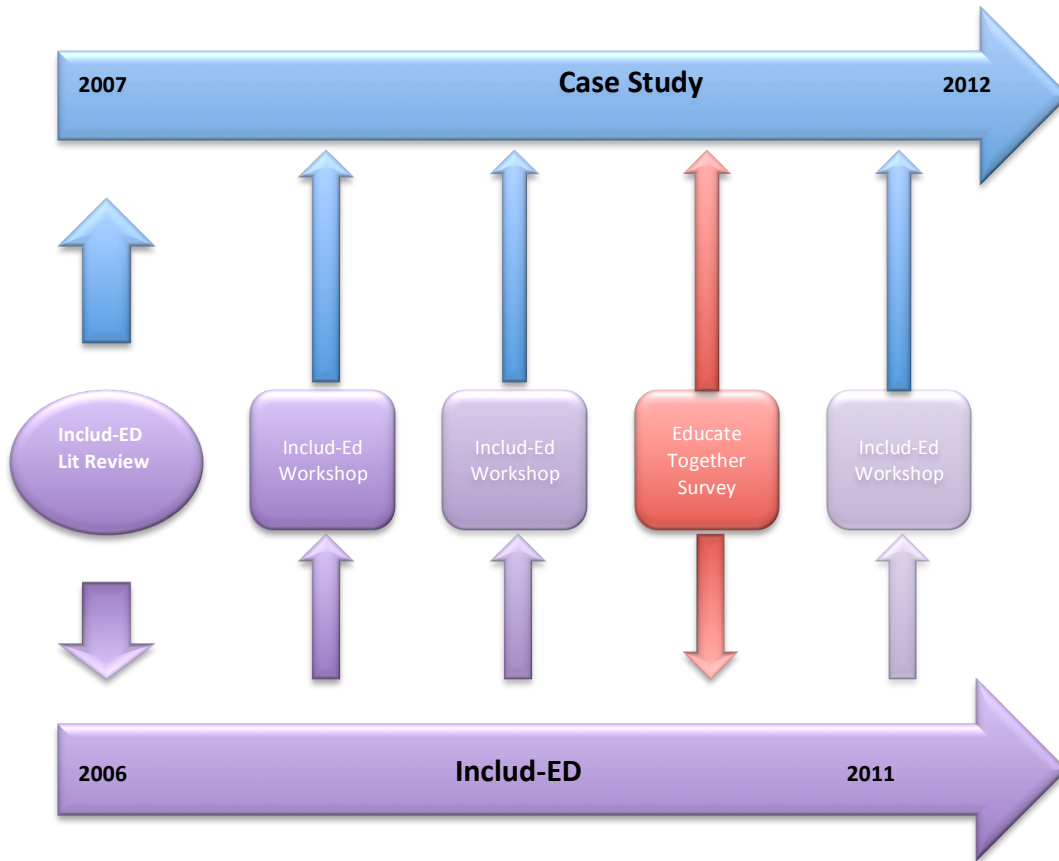 2007 Case Study 2012
Includ-ED
Lit Review
Includ-Ed
Workshop
Includ-Ed
Workshop
Educate
Together
Survey
Includ-Ed
Workshop
2006 Includ-ED 2011